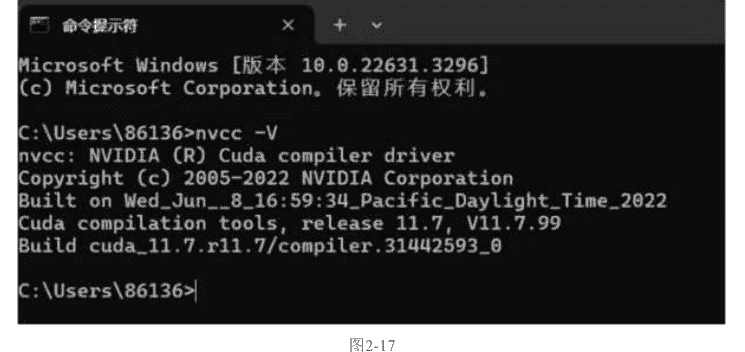 命令提示符
Microsoft Windows [版本 10.0.22631.3296]
(c) Microsoft Corporation。保留所有权利。
C:\Users\86136>nvcc -V
nvcc: NVIDIA (R) Cuda compiler driver
Copyright (c) 2005-2022 NVIDIA Corporation
Built on Wed_Jun__8_16:59:34_Pacific_Daylight_Time_2022
Cuda compilation tools, release 11.7, V11.7.99
Build cuda_11.7.r11.7/compiler.31442593_0
C:\Users\86136>
图2-17